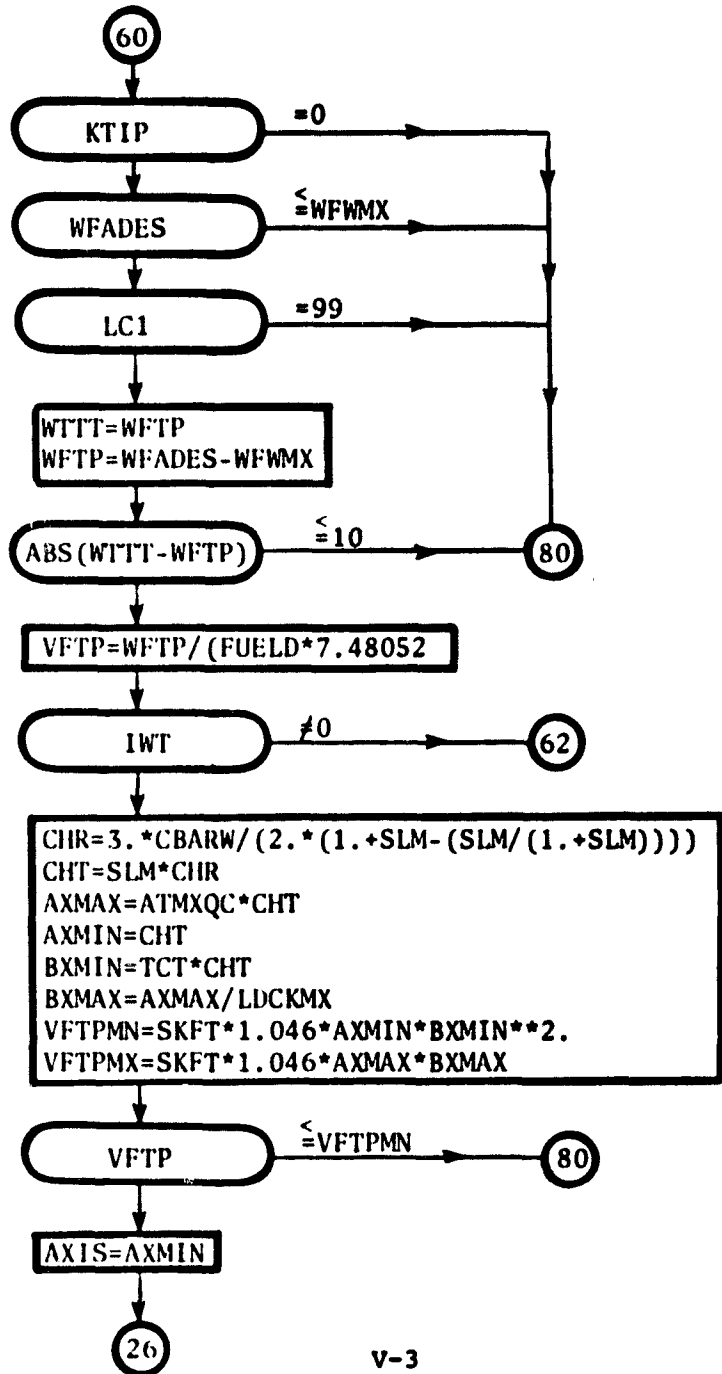 60
KTIP
=0
WFADES
≤WFWMX
LC1
=99
WTTT=WFTP
WFTP=WFADES-WFWMX
ABS(WTTT-WFTP)
≤10
80
VFTP=WFTP/(FUELD*7.48052
IWT
≠0
62
CHR=3.*CBARW/(2.*(1.+SLM-(SLM/(1.+SLM))))
CHT=SLM*CHR
AXMAX=ATMXQC*CHT
AXMIN=CHT
BXMIN=TCT*CHT
BXMAX=AXMAX/LDCKMX
VFTPMN=SKFT*1.046*AXMIN*BXMIN**2.
VFTPMX=SKFT*1.046*AXMAX*BXMAX
VFTP
≤VFTPMN
80
AXIS=AXMIN
26
V-3